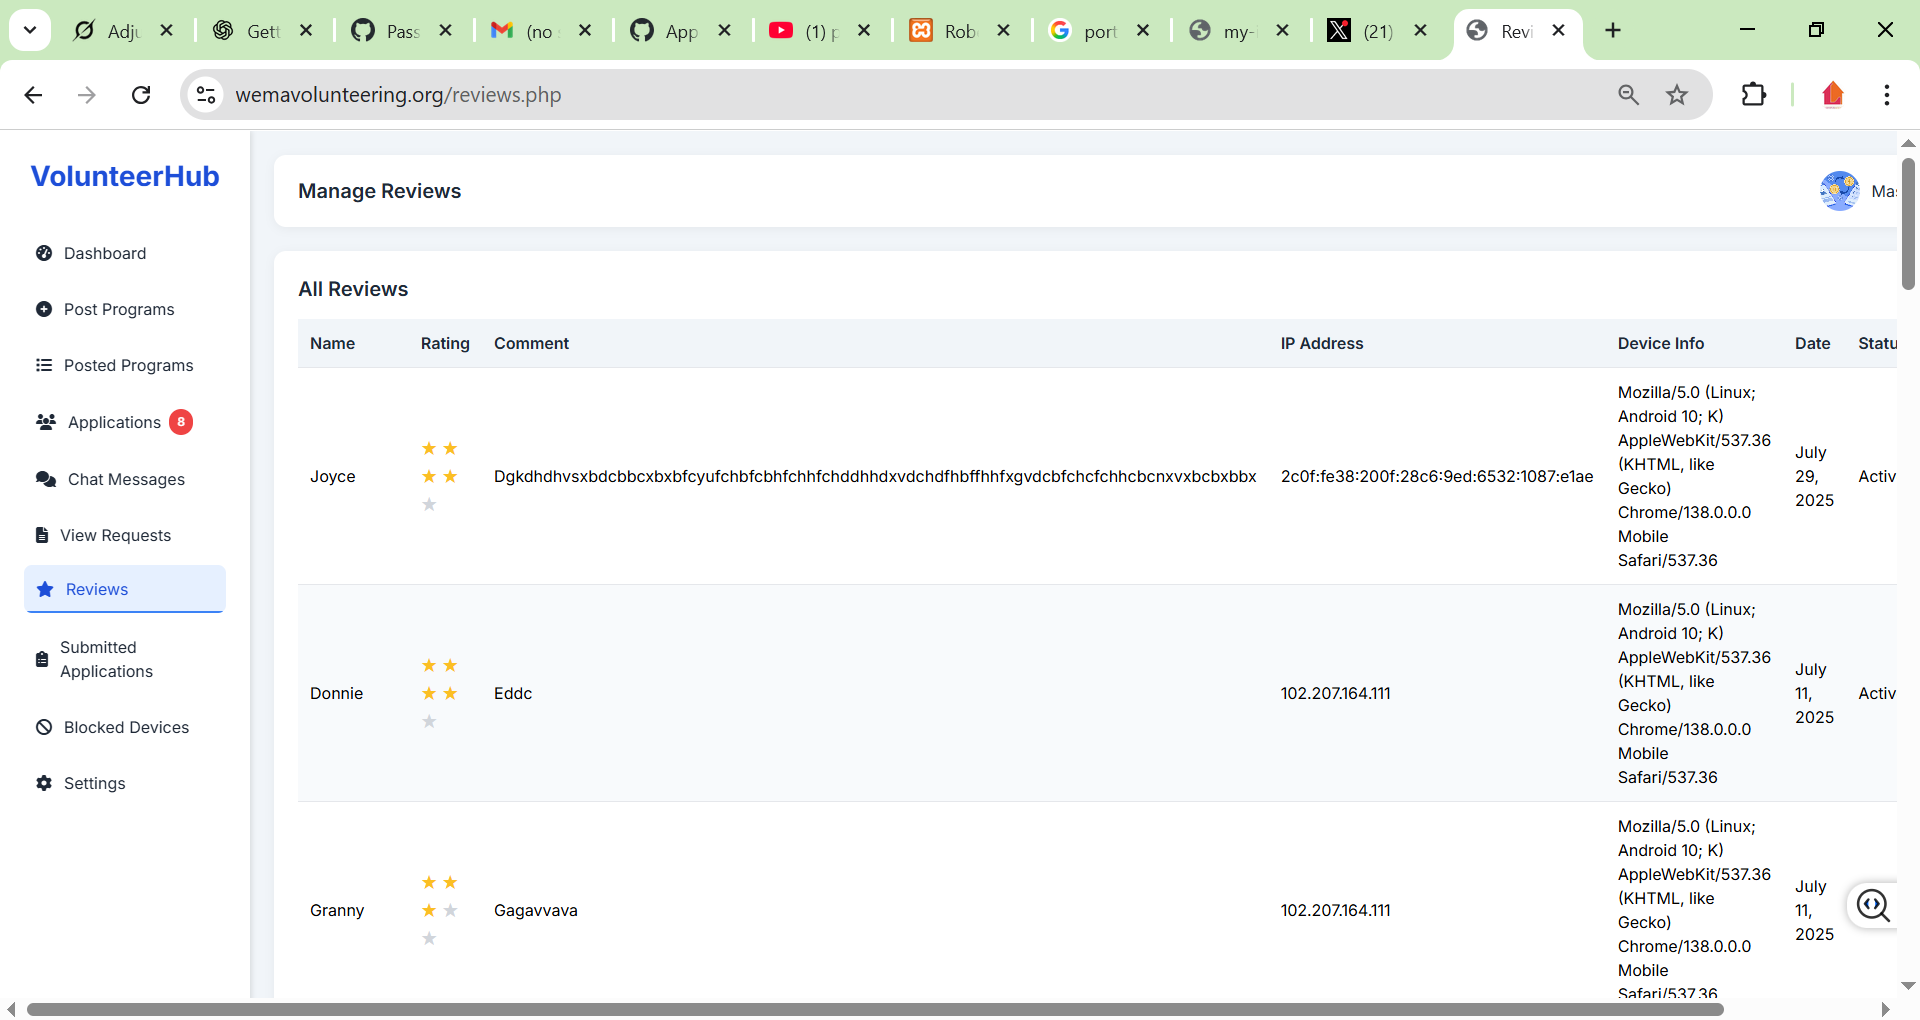 Adju
Gett
Pass
(no s
App
(1) p
Rob
port
my-
(21)
Revi
wemavolunteering.org/reviews.php
VolunteerHub
Manage Reviews
Mas
Dashboard
Post Programs
Posted Programs
Applications 8
Chat Messages
View Requests
Reviews
Submitted
Applications
Blocked Devices
Settings
All Reviews
Name Rating Comment IP Address Device Info Date Statu
Joyce
Dgkdhdhvsxbdcbbcxbxbfcyufchbfcbhfchhfchddhhdxvdchdfhbffhhfxgvdcbfchcfchhcbcnxvxbcbxbbx
2c0f:fe38:200f:28c6:9ed:6532:1087:e1ae
Mozilla/5.0 (Linux;
Android 10; K)
AppleWebKit/537.36
(KHTML, like
Gecko)
Chrome/138.0.0.0
Mobile
Safari/537.36
July
29,
2025
Activ
Donnie
Eddc
102.207.164.111
Mozilla/5.0 (Linux;
Android 10; K)
AppleWebKit/537.36
(KHTML, like
Gecko)
Chrome/138.0.0.0
Mobile
Safari/537.36
July
11,
2025
Activ
Granny
Gagavvava
102.207.164.111
Mozilla/5.0 (Linux;
Android 10; K)
AppleWebKit/537.36
(KHTML, like
Gecko)
Chrome/138.0.0.0
Mobile
Safari/537.36
July
11,
2025